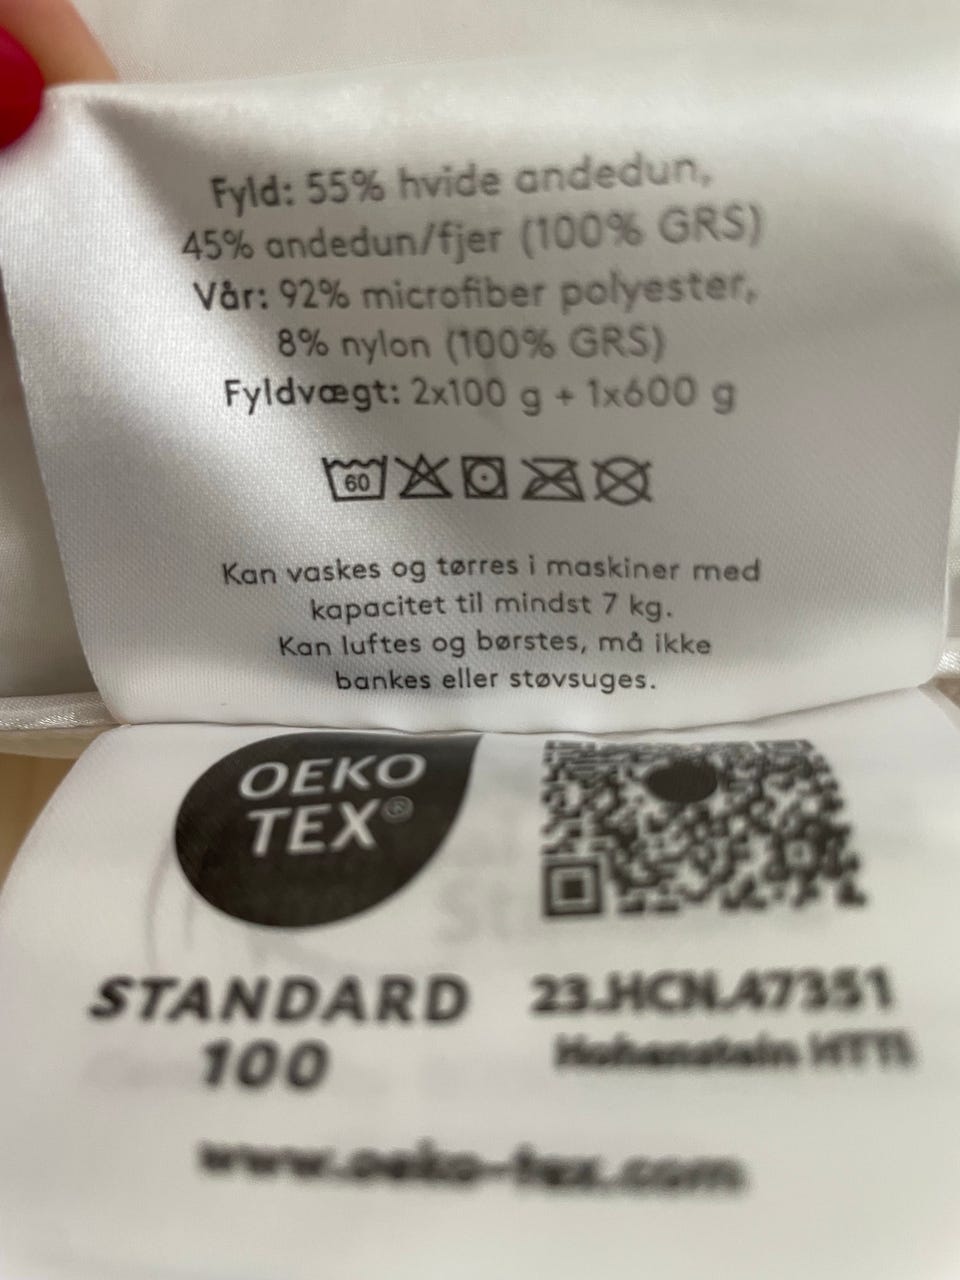 Fyld: 55% hvide andedun,
45% andedun/fjer (100% GRS)
Vår: 92% microfiber polyester,
8% nylon (100% GRS)
Fyldvægt: 2x100 g + 1x600 g
60
Kan vaskes og tørres i maskiner med
kapacitet til mindst 7 kg.
Kan luftes og børstes, må ikke
bankes eller støvsuges.
OEKO
TEX®
STANDARD
100
23.HCN.47351
Hohenstein HTTI
www.oeko-tex.com